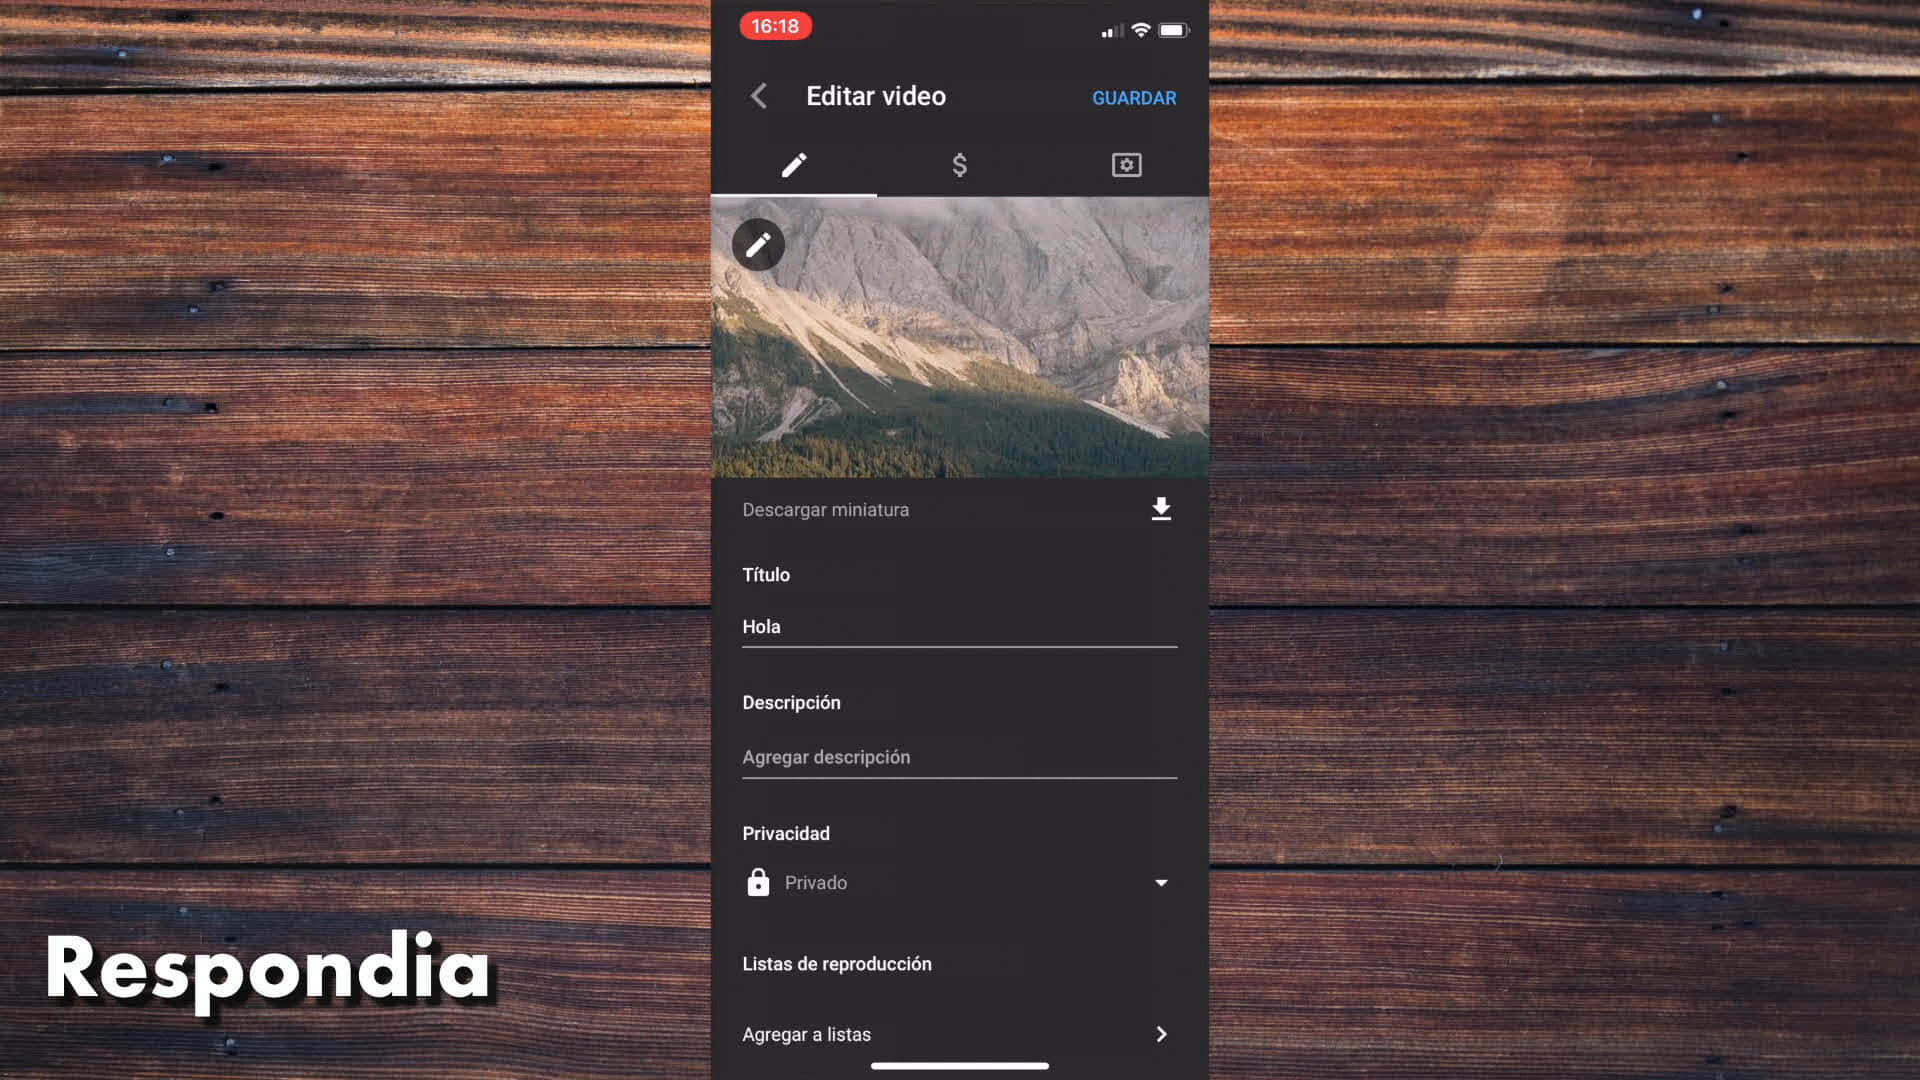 16:18
Editar video
GUARDAR
$
Descargar miniatura
Título
Hola
Descripción
Agregar descripción
Privacidad
Privado
Listas de reproducción
Agregar a listas
Respondia